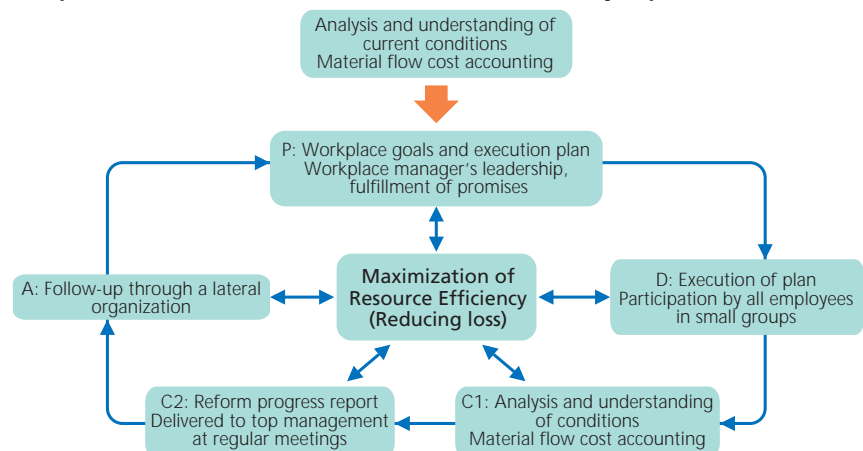 Analysis and understanding of
current conditions
Material flow cost accounting
P: Workplace goals and execution plan
Workplace manager's leadership,
fulfillment of promises
A: Follow-up through a lateral
organization
Maximization of
Resource Efficiency
(Reducing loss)
D: Execution of plan
Participation by all employees
in small groups
C2: Reform progress report
Delivered to top management
at regular meetings
C1: Analysis and understanding
of conditions
Material flow cost accounting